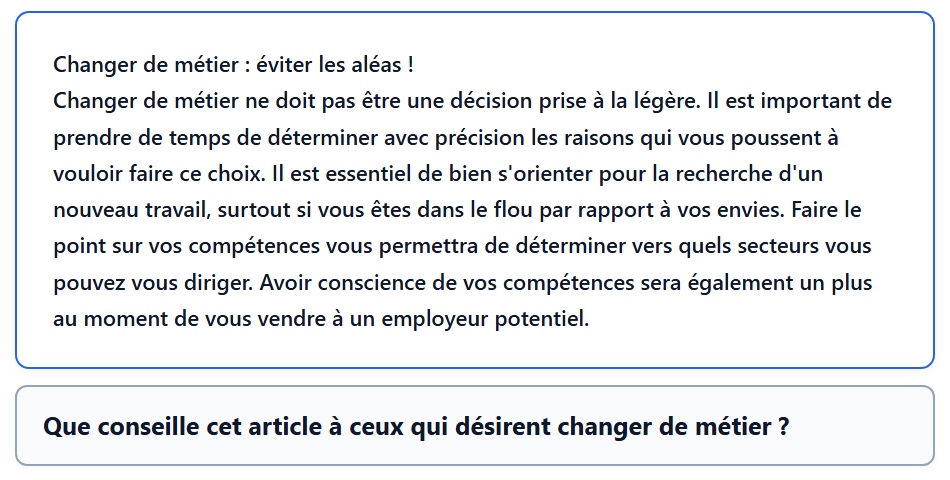 Changer de métier : éviter les aléas !
Changer de métier ne doit pas être une décision prise à la légère. Il est important de
prendre de temps de déterminer avec précision les raisons qui vous poussent à
vouloir faire ce choix. Il est essentiel de bien s'orienter pour la recherche d'un
nouveau travail, surtout si vous êtes dans le flou par rapport à vos envies. Faire le
point sur vos compétences vous permettra de déterminer vers quels secteurs vous
pouvez vous diriger. Avoir conscience de vos compétences sera également un plus
au moment de vous vendre à un employeur potentiel.
Que conseille cet article à ceux qui désirent changer de métier ?